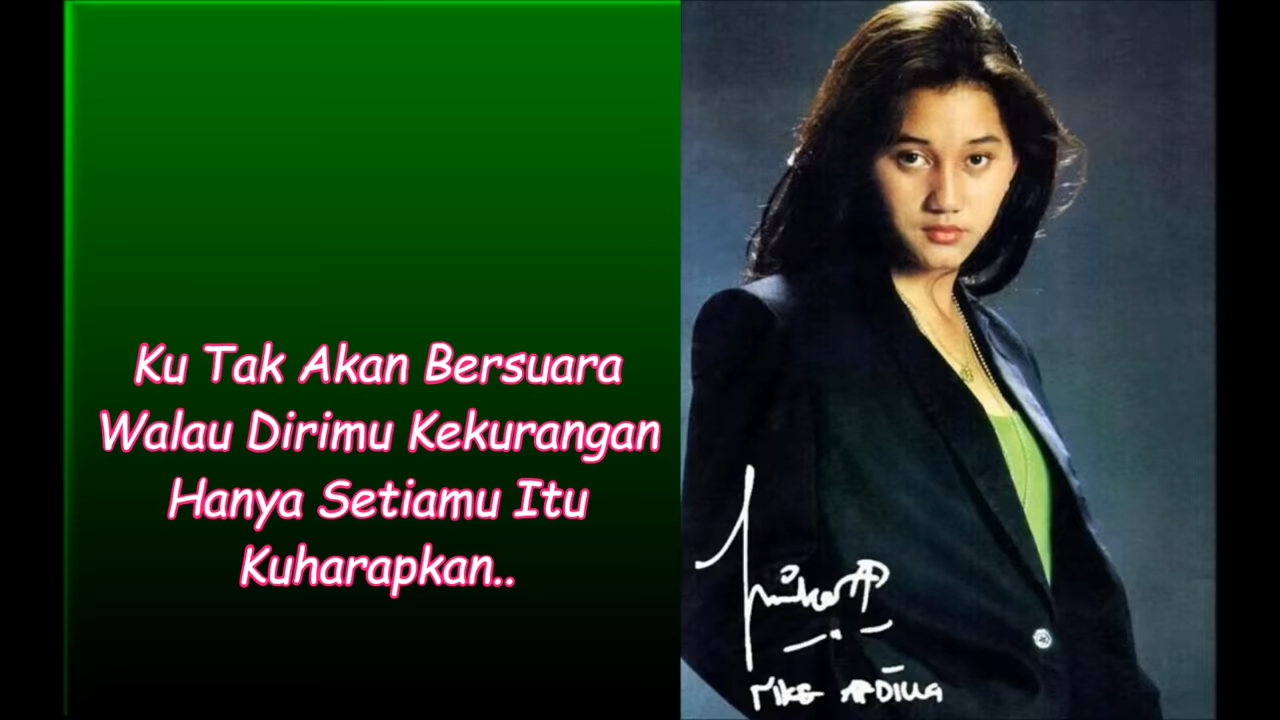 Ku Tak Akan Bersuara
Walau Dirimu Kekurangan
Hanya Setiamu Itu
Kuharapkan..
NIKE ARDILLA